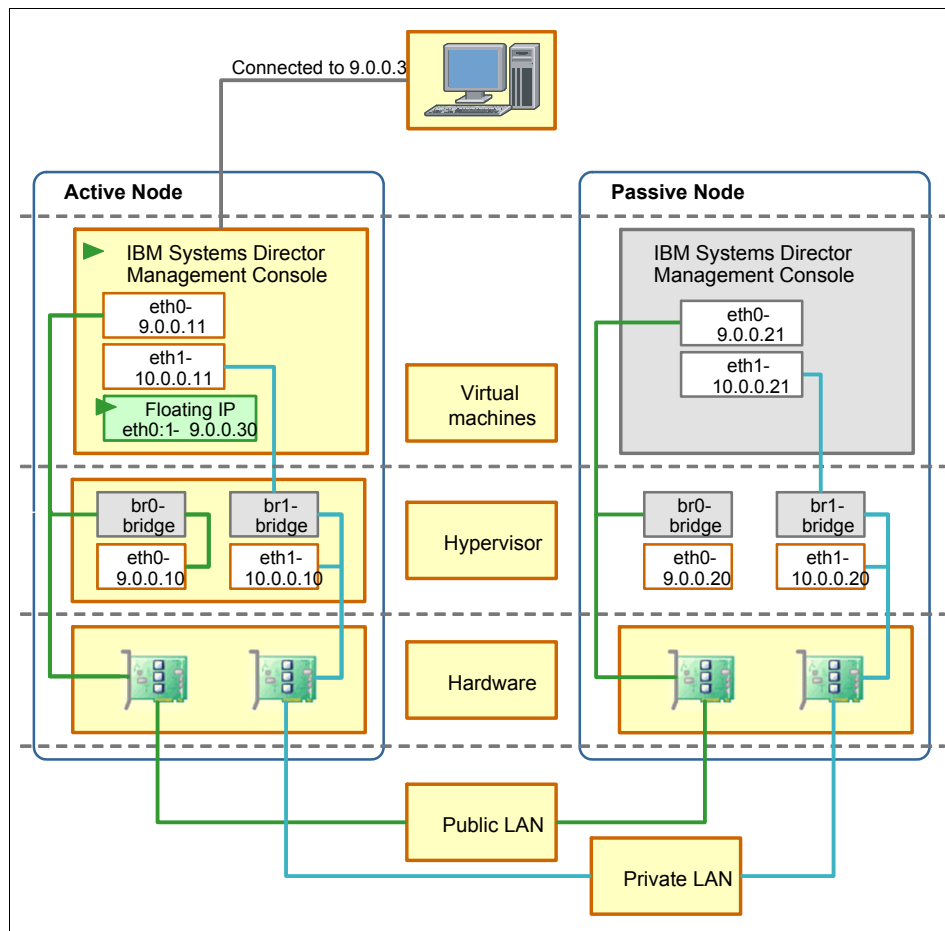 Connected to 9.0.0.3
Active Node
Passive Node
IBM Systems Director
Management Console
eth0-
9.0.0.11
eth1-
10.0.0.11
Floating IP
eth0:1- 9.0.0.30
IBM Systems Director
Management Console
eth0-
9.0.0.21
eth1-
10.0.0.21
Virtual
machines
br0-
bridge
br1-
bridge
eth0-
9.0.0.10
eth1-
10.0.0.10
Hypervisor
br0-
bridge
br1-
bridge
eth0-
9.0.0.20
eth1-
10.0.0.20
Hardware
Public LAN
Private LAN